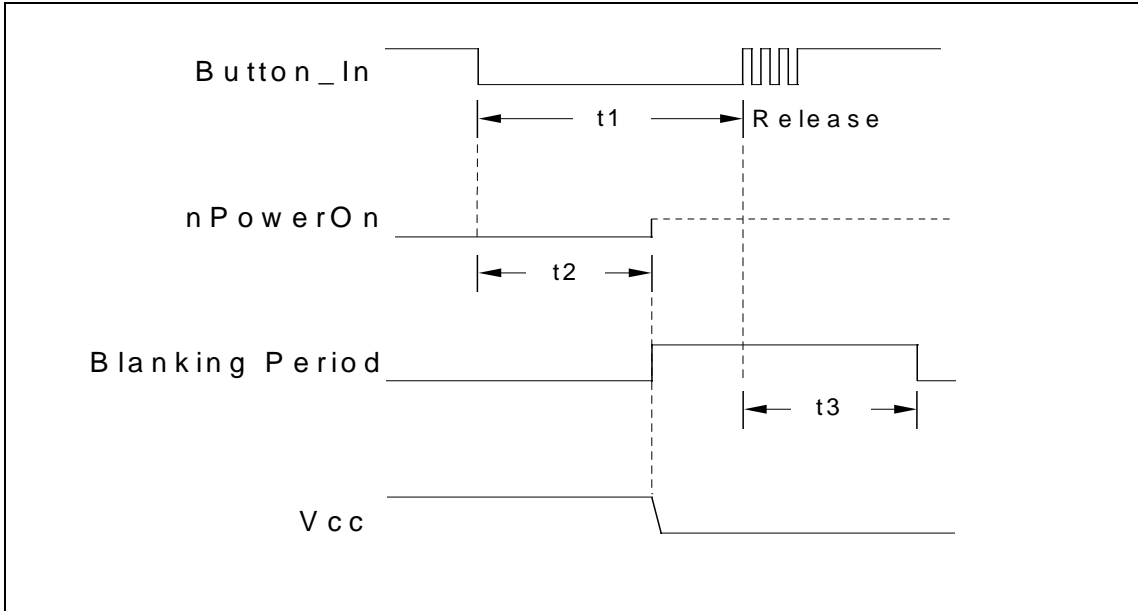 Button_In
t1
Release
nPowerOn
t2
Blanking Period
t3
Vcc